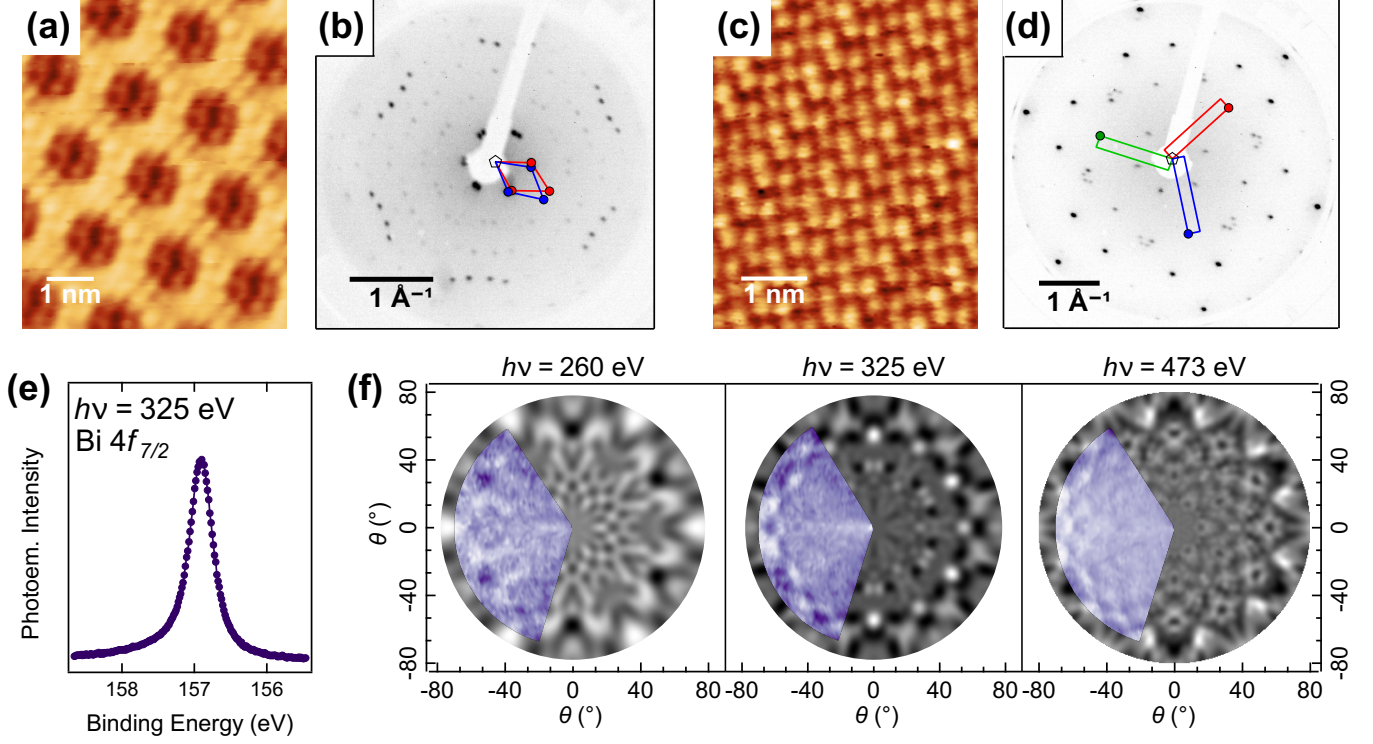 (a)
1 nm
(b)
1 Å⁻¹
(c)
1 nm
(d)
1 Å⁻¹
(e)
hν = 325 eV
Bi 4f7/2
Photoem. Intensity
158 157 156
Binding Energy (eV)
(f)
hν = 260 eV hν = 325 eV hν = 473 eV
80
40
0
-40
-80
θ (°)
-80 -40 0 40 80 -80 -40 0 40 80 -80 -40 0 40 80
θ (°) θ (°) θ (°)
80
40
0
-40
-80
θ (°)